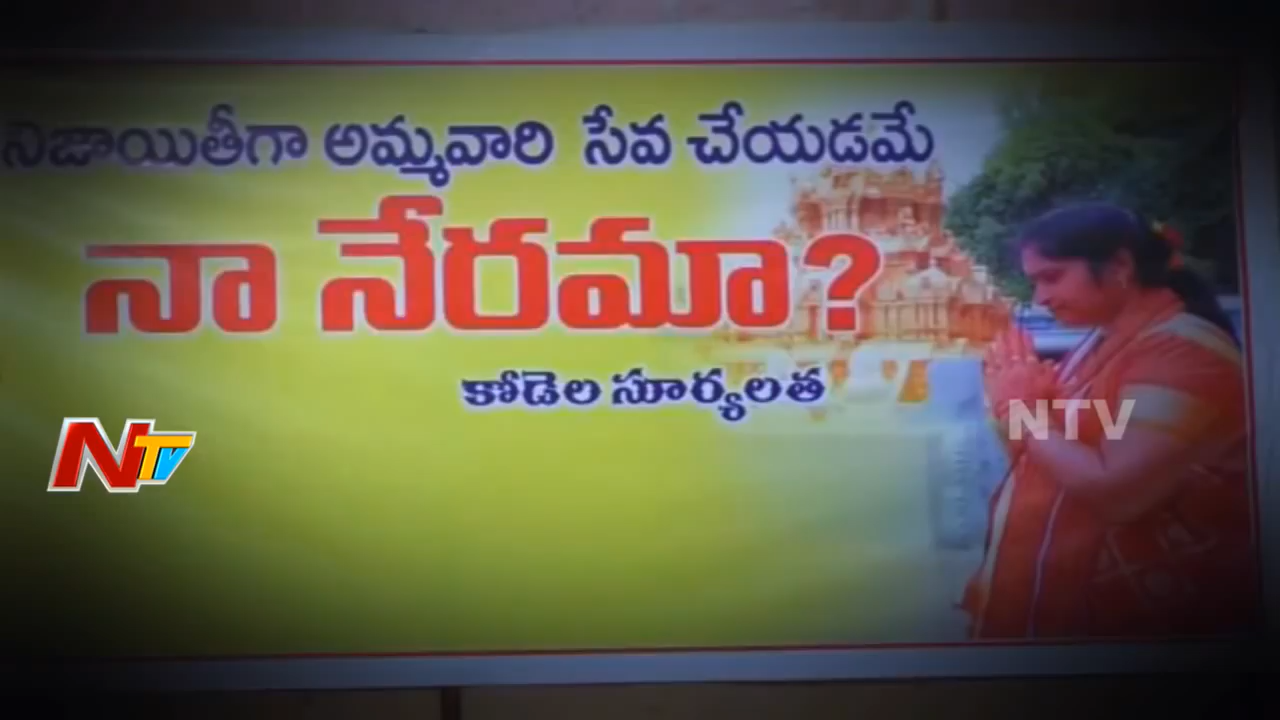 నిజాయితీగా అమ్మవారి సేవ చేయడమే
నా నేరమా?
కోడెల సూర్యలత
NTV
NTV